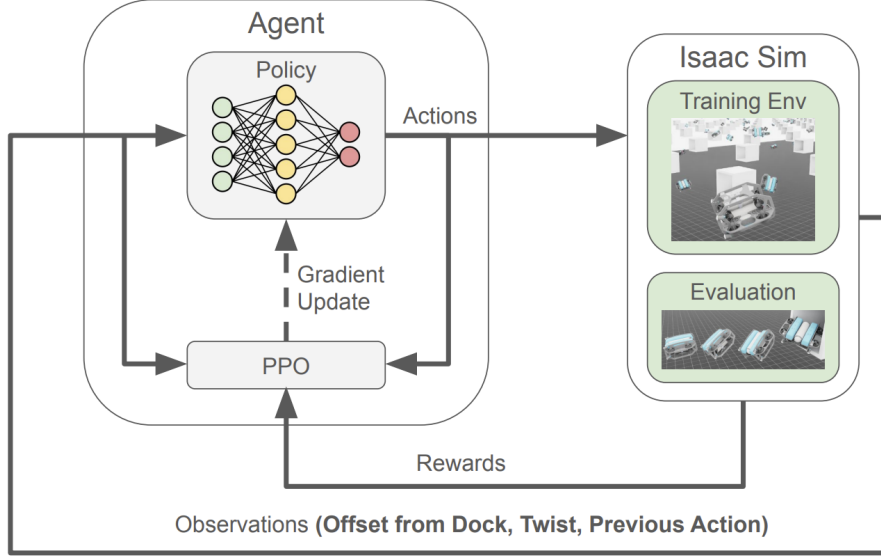 Agent
Policy
Actions
Gradient
Update
PPO
Isaac Sim
Training Env
Evaluation
Rewards
Observations (Offset from Dock, Twist, Previous Action)